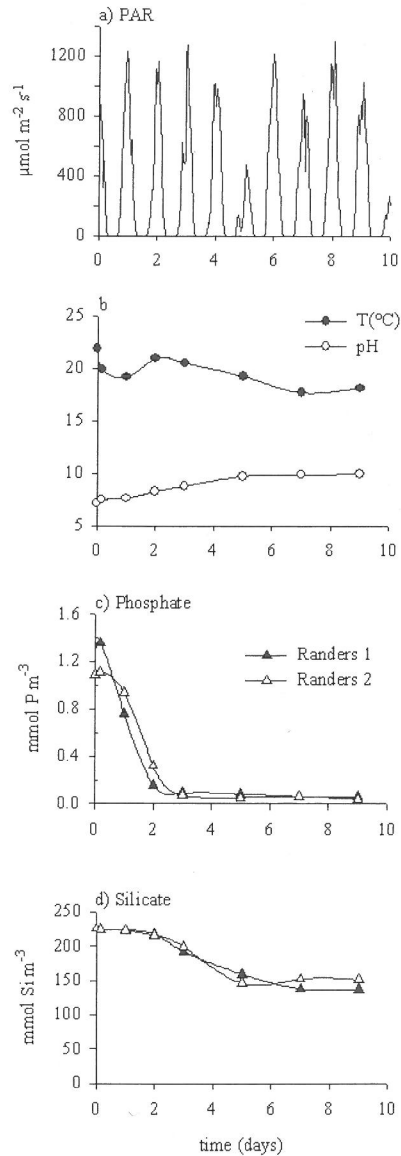 a) PAR
1200
800
400
0
µmol m-2 s-1
0 2 4 6 8 10
b
T(°C)
pH
25
20
15
10
5
0 2 4 6 8 10
c) Phosphate
Randers 1
Randers 2
1.6
1.2
0.8
0.4
0.0
mmol P m-3
0 2 4 6 8 10
d) Silicate
250
200
150
100
50
0
mmol Si m-3
0 2 4 6 8 10
time (days)